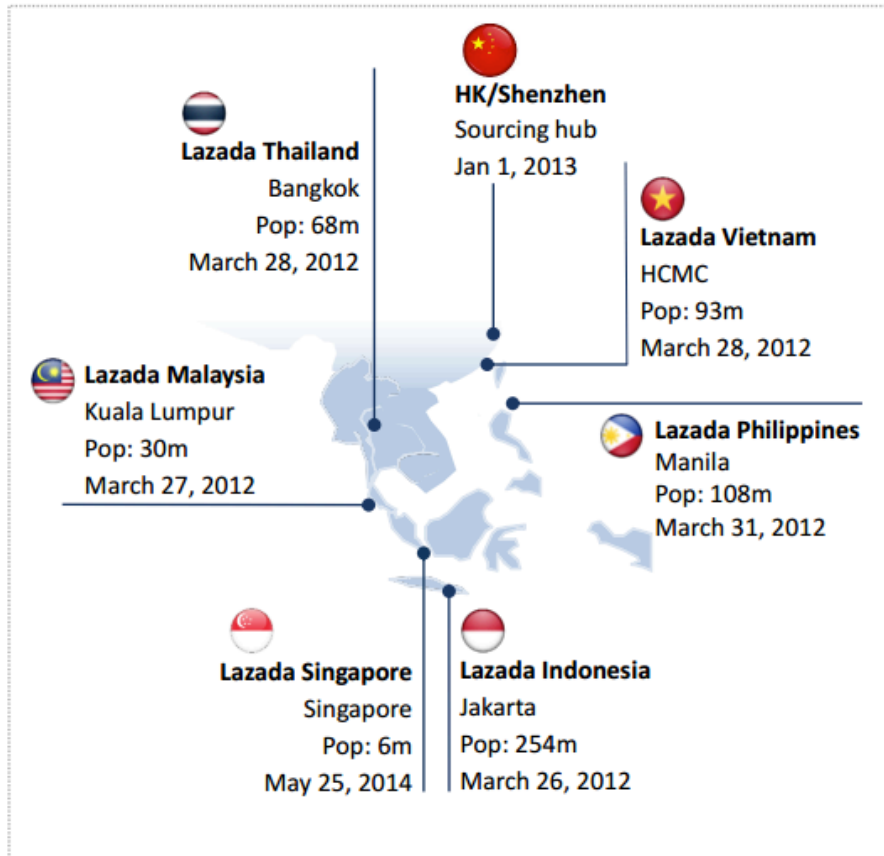 HK/Shenzhen
Sourcing hub
Jan 1, 2013
Lazada Thailand
Bangkok
Pop: 68m
March 28, 2012
Lazada Vietnam
HCMC
Pop: 93m
March 28, 2012
Lazada Malaysia
Kuala Lumpur
Pop: 30m
March 27, 2012
Lazada Philippines
Manila
Pop: 108m
March 31, 2012
Lazada Singapore
Singapore
Pop: 6m
May 25, 2014
Lazada Indonesia
Jakarta
Pop: 254m
March 26, 2012